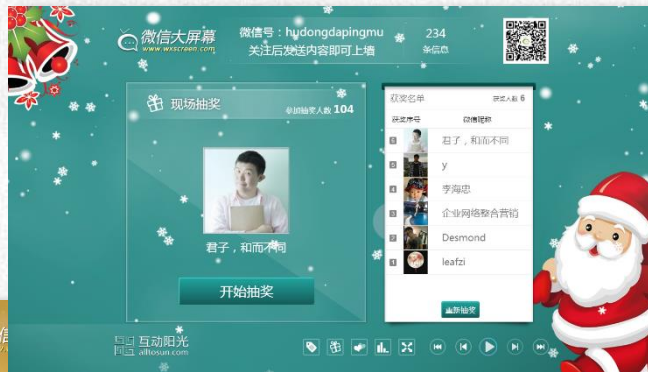 微信大屏幕
www.wxscreen.com
微信号：hudongdapingmu
关注后发送内容即可上墙
234
条信息
现场抽奖
参加抽奖人数 104
君子，和而不同
开始抽奖
获奖名单
获奖人数 6
获奖序号 微信昵称
6 君子，和而不同
5 y
4 李海忠
3 企业网络整合营销
2 Desmond
1 leafzi
重新抽奖
互动阳光
alltosun.com